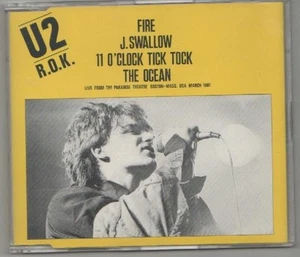 U2
R.O.K.
FIRE
J. SWALLOW
11 O'CLOCK TICK TOCK
THE OCEAN
LIVE FROM THE PARADISE THEATRE BOSTON-MASS. USA MARCH 1981